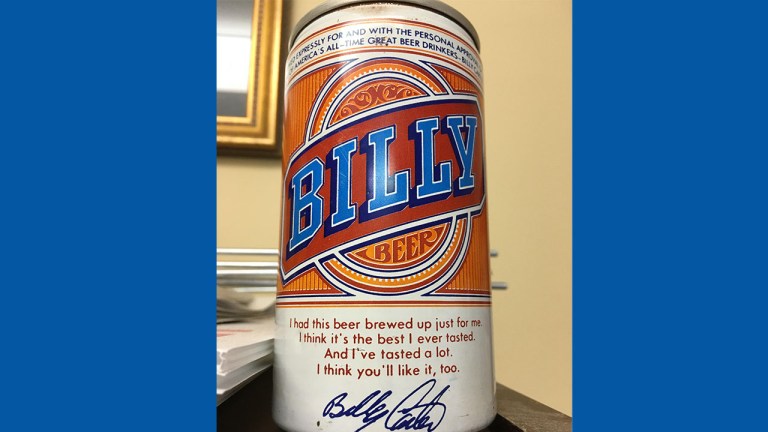 EXPRESSLY FOR AND WITH THE PERSONAL
OF AMERICA'S ALL-TIME GREAT BEER DRINKERS-BILLY
BILLY
BEER
I had this beer brewed up just for me.
I think it's the best I ever tasted.
And I've tasted a lot.
I think you'll like it, too.
Billy Carter